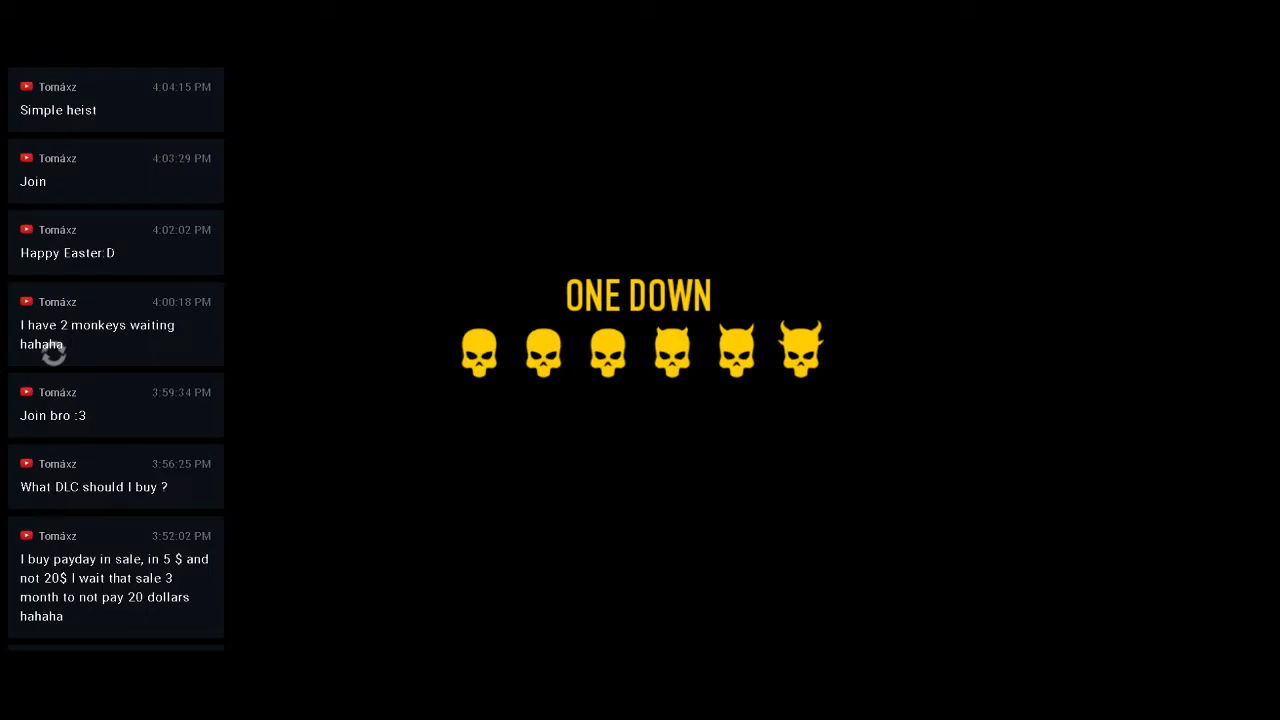 Tomáxz 4:04:15 PM
Simple heist
Tomáxz 4:03:29 PM
Join
Tomáxz 4:02:02 PM
Happy Easter:D
Tomáxz 4:00:18 PM
I have 2 monkeys waiting
hahaha
Tomáxz 3:59:34 PM
Join bro :3
Tomáxz 3:56:25 PM
What DLC should I buy ?
Tomáxz 3:52:02 PM
I buy payday in sale, in 5 $ and
not 20$ I wait that sale 3
month to not pay 20 dollars
hahaha
ONE DOWN